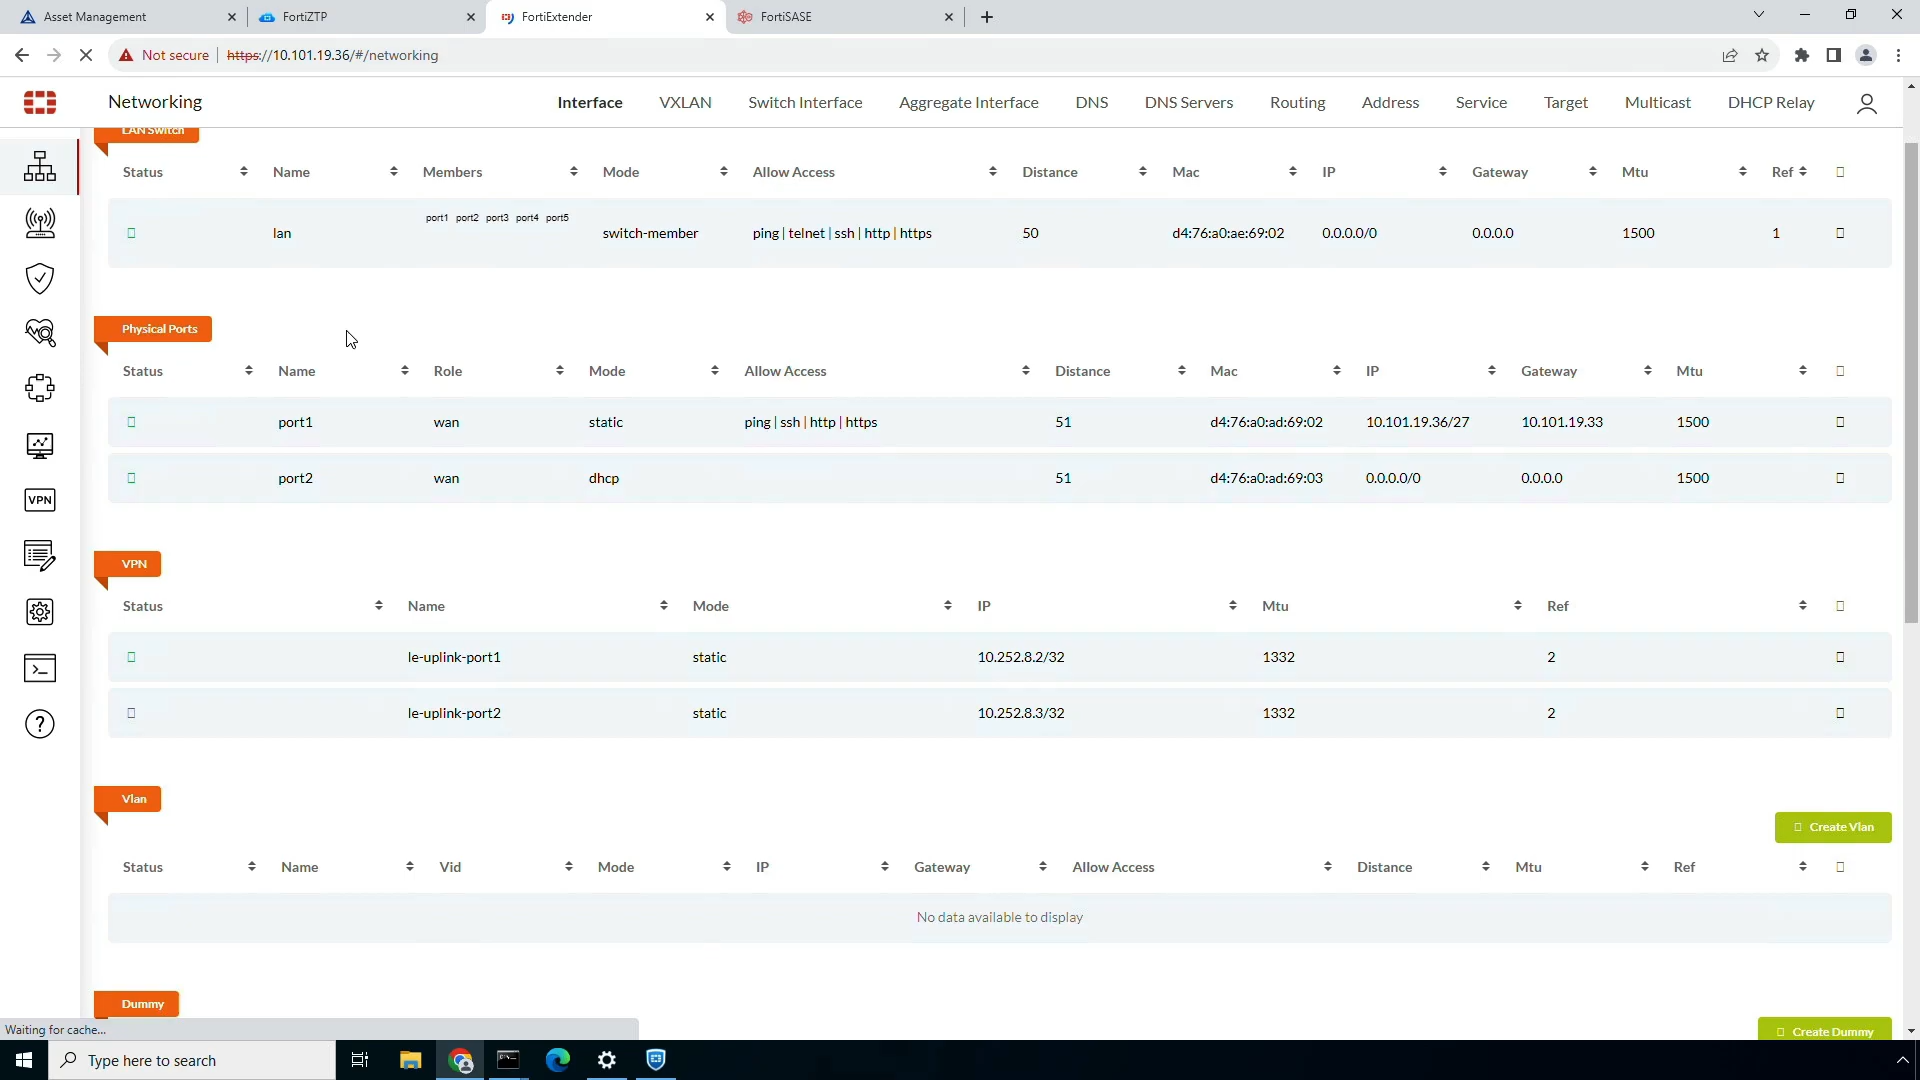 Asset Management
FortiZTP
FortiExtender
FortiSASE
Not secure
https://10.101.19.36/#/networking
Networking
Interface VXLAN Switch Interface Aggregate Interface DNS DNS Servers Routing Address Service Target Multicast DHCP Relay
LAN Switch
Status Name Members Mode Allow Access Distance Mac IP Gateway Mtu Ref
lan port1 port2 port3 port4 port5 switch-member ping | telnet | ssh | http | https 50 d4:76:a0:ae:69:02 0.0.0.0/0 0.0.0.0 1500 1
Physical Ports
Status Name Role Mode Allow Access Distance Mac IP Gateway Mtu
port1 wan static ping | ssh | http | https 51 d4:76:a0:ad:69:02 10.101.19.36/27 10.101.19.33 1500
port2 wan dhcp 51 d4:76:a0:ad:69:03 0.0.0.0/0 0.0.0.0 1500
VPN
VPN
Status Name Mode IP Mtu Ref
le-uplink-port1 static 10.252.8.2/32 1332 2
le-uplink-port2 static 10.252.8.3/32 1332 2
Vlan
Create Vlan
Status Name Vid Mode IP Gateway Allow Access Distance Mtu Ref
No data available to display
Dummy
Create Dummy
Waiting for cache...
Type here to search